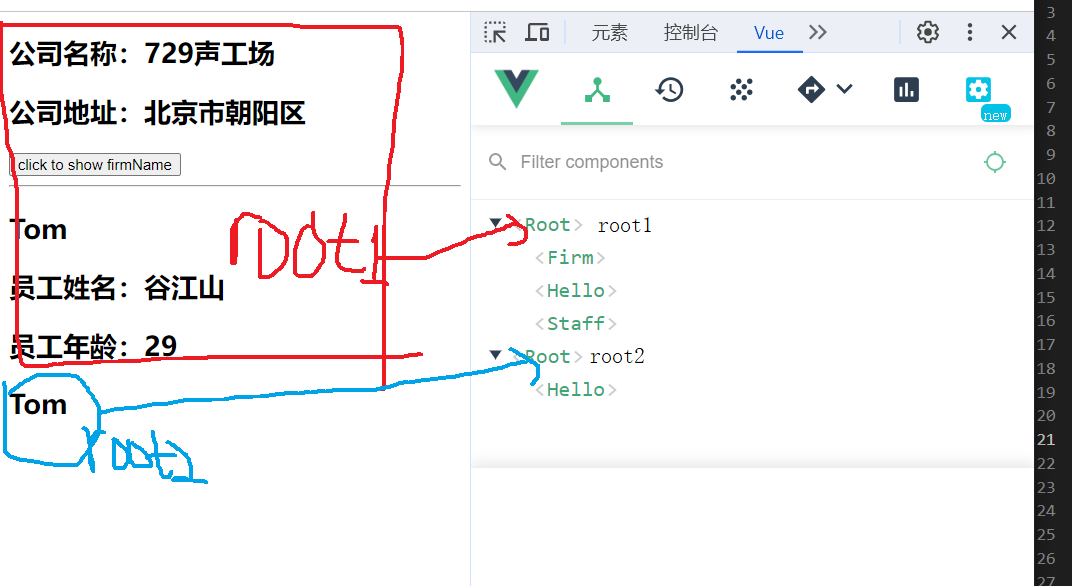 公司名称：729声工场
公司地址：北京市朝阳区
click to show firmName
Tom
员工姓名：谷江山
员工年龄：29
Tom
root1
root2
元素 控制台 Vue
new
Filter components
<Root> root1
<Firm>
<Hello>
<Staff>
<Root> root2
<Hello>
3
4
5
6
7
8
9
10
11
12
13
14
15
16
17
18
19
20
21
22
23
24
25
26
27